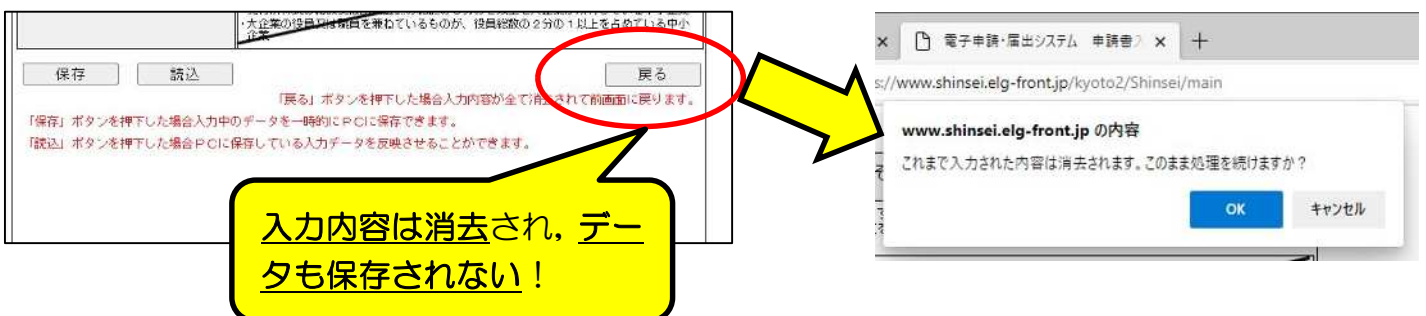 ・大企業の役員又は職員を兼ねているものが、役員総数の2分の1以上を占めている中小
企業
保存
読込
戻る
「戻る」ボタンを押下した場合入力内容が全て消去されて前画面に戻ります。
「保存」ボタンを押下した場合入力中のデータを一時的にPCに保存できます。
「読込」ボタンを押下した場合PCに保存している入力データを反映させることができます。
入力内容は消去され，デー
タも保存されない！
× 電子申請・届出システム 申請書 × +
s://www.shinsei.elg-front.jp/kyoto2/Shinsei/main
www.shinsei.elg-front.jp の内容
これまで入力された内容は消去されます。このまま処理を続けますか？
OK
キャンセル